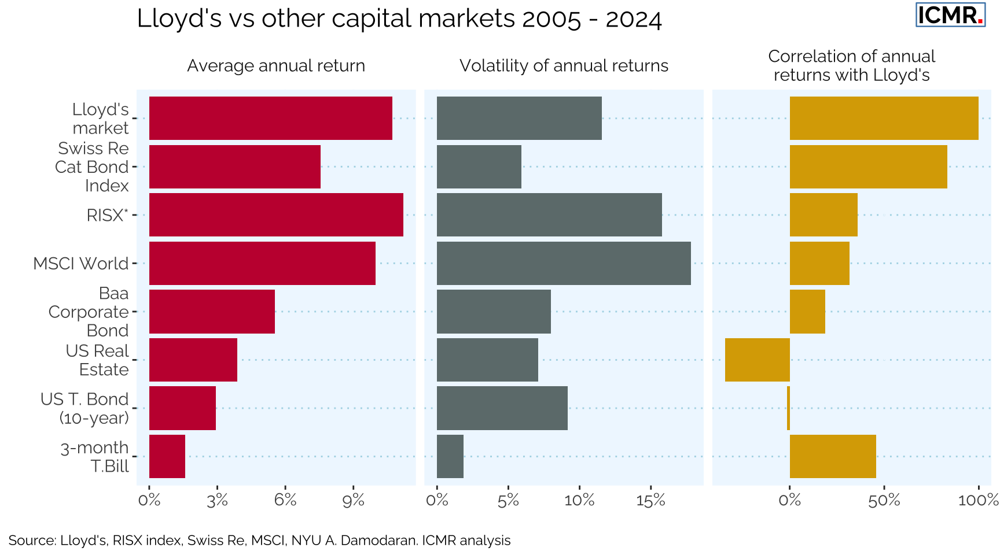 Lloyd's vs other capital markets 2005 - 2024
ICMR.
Average annual return
Volatility of annual returns
Correlation of annual
returns with Lloyd's
Lloyd's
market
Swiss Re
Cat Bond
Index
RISX*
MSCI World
Baa
Corporate
Bond
US Real
Estate
US T. Bond
(10-year)
3-month
T.Bill
0% 3% 6% 9%
0% 5% 10% 15%
0% 50% 100%
Source: Lloyd's, RISX index, Swiss Re, MSCI, NYU A. Damodaran. ICMR analysis